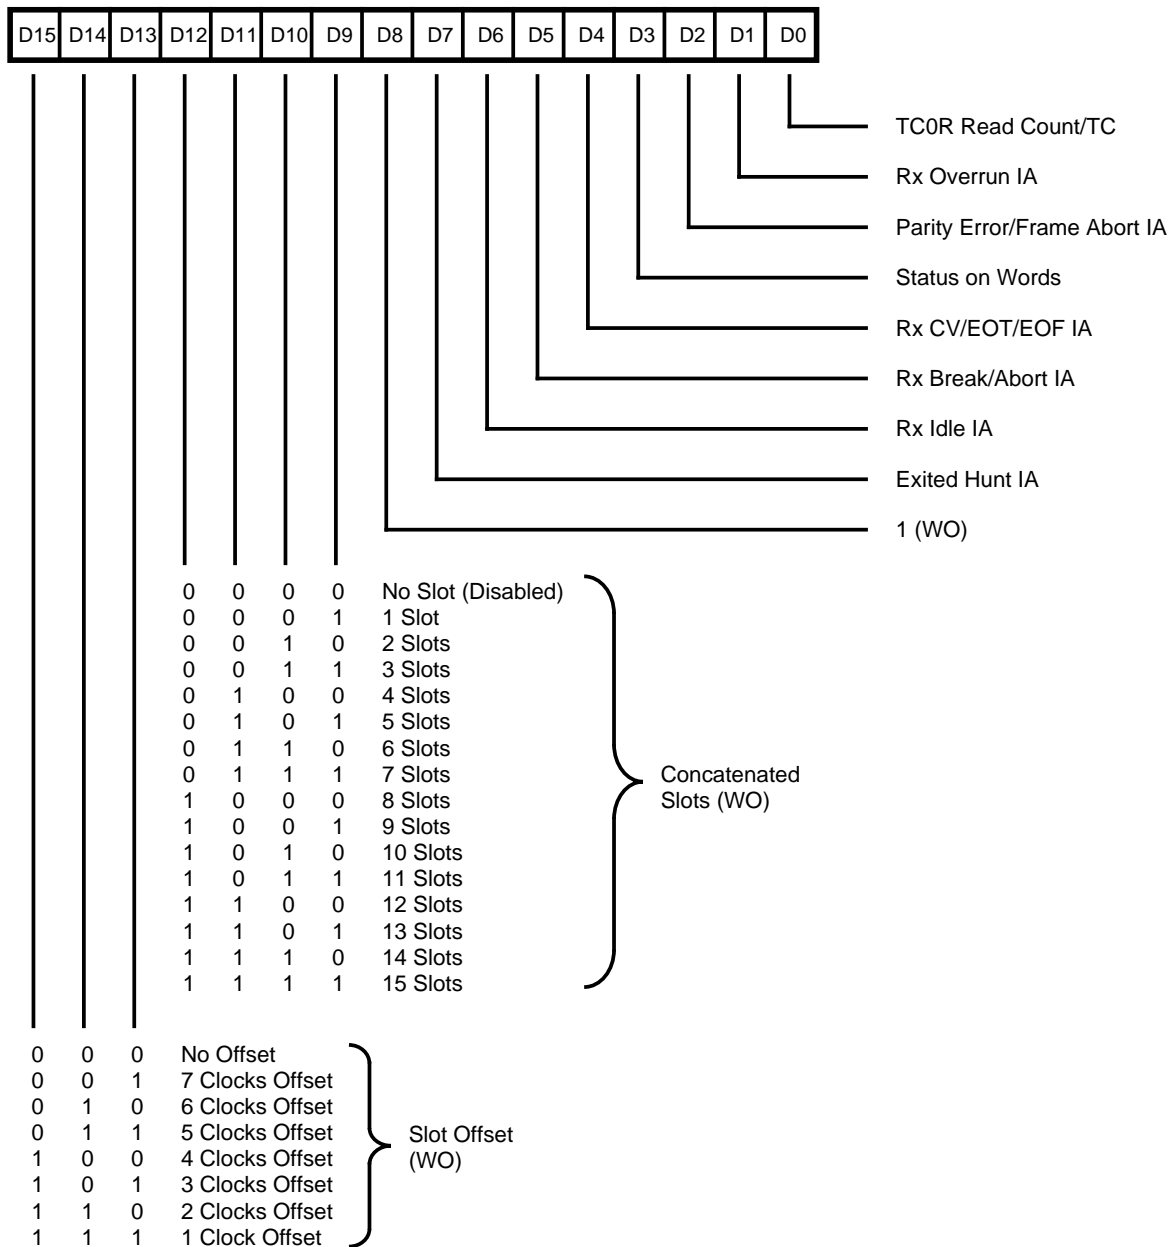 D15 D14 D13 D12 D11 D10 D9 D8 D7 D6 D5 D4 D3 D2 D1 D0
TC0R Read Count/TC
Rx Overrun IA
Parity Error/Frame Abort IA
Status on Words
Rx CV/EOT/EOF IA
Rx Break/Abort IA
Rx Idle IA
Exited Hunt IA
1 (WO)
0 0 0 0 No Slot (Disabled)
0 0 0 1 1 Slot
0 0 1 0 2 Slots
0 0 1 1 3 Slots
0 1 0 0 4 Slots
0 1 0 1 5 Slots
0 1 1 0 6 Slots
0 1 1 1 7 Slots
1 0 0 0 8 Slots
1 0 0 1 9 Slots
1 0 1 0 10 Slots
1 0 1 1 11 Slots
1 1 0 0 12 Slots
1 1 0 1 13 Slots
1 1 1 0 14 Slots
1 1 1 1 15 Slots
Concatenated
Slots (WO)
0 0 0 No Offset
0 0 1 7 Clocks Offset
0 1 0 6 Clocks Offset
0 1 1 5 Clocks Offset
1 0 0 4 Clocks Offset
1 0 1 3 Clocks Offset
1 1 0 2 Clocks Offset
1 1 1 1 Clock Offset
Slot Offset
(WO)